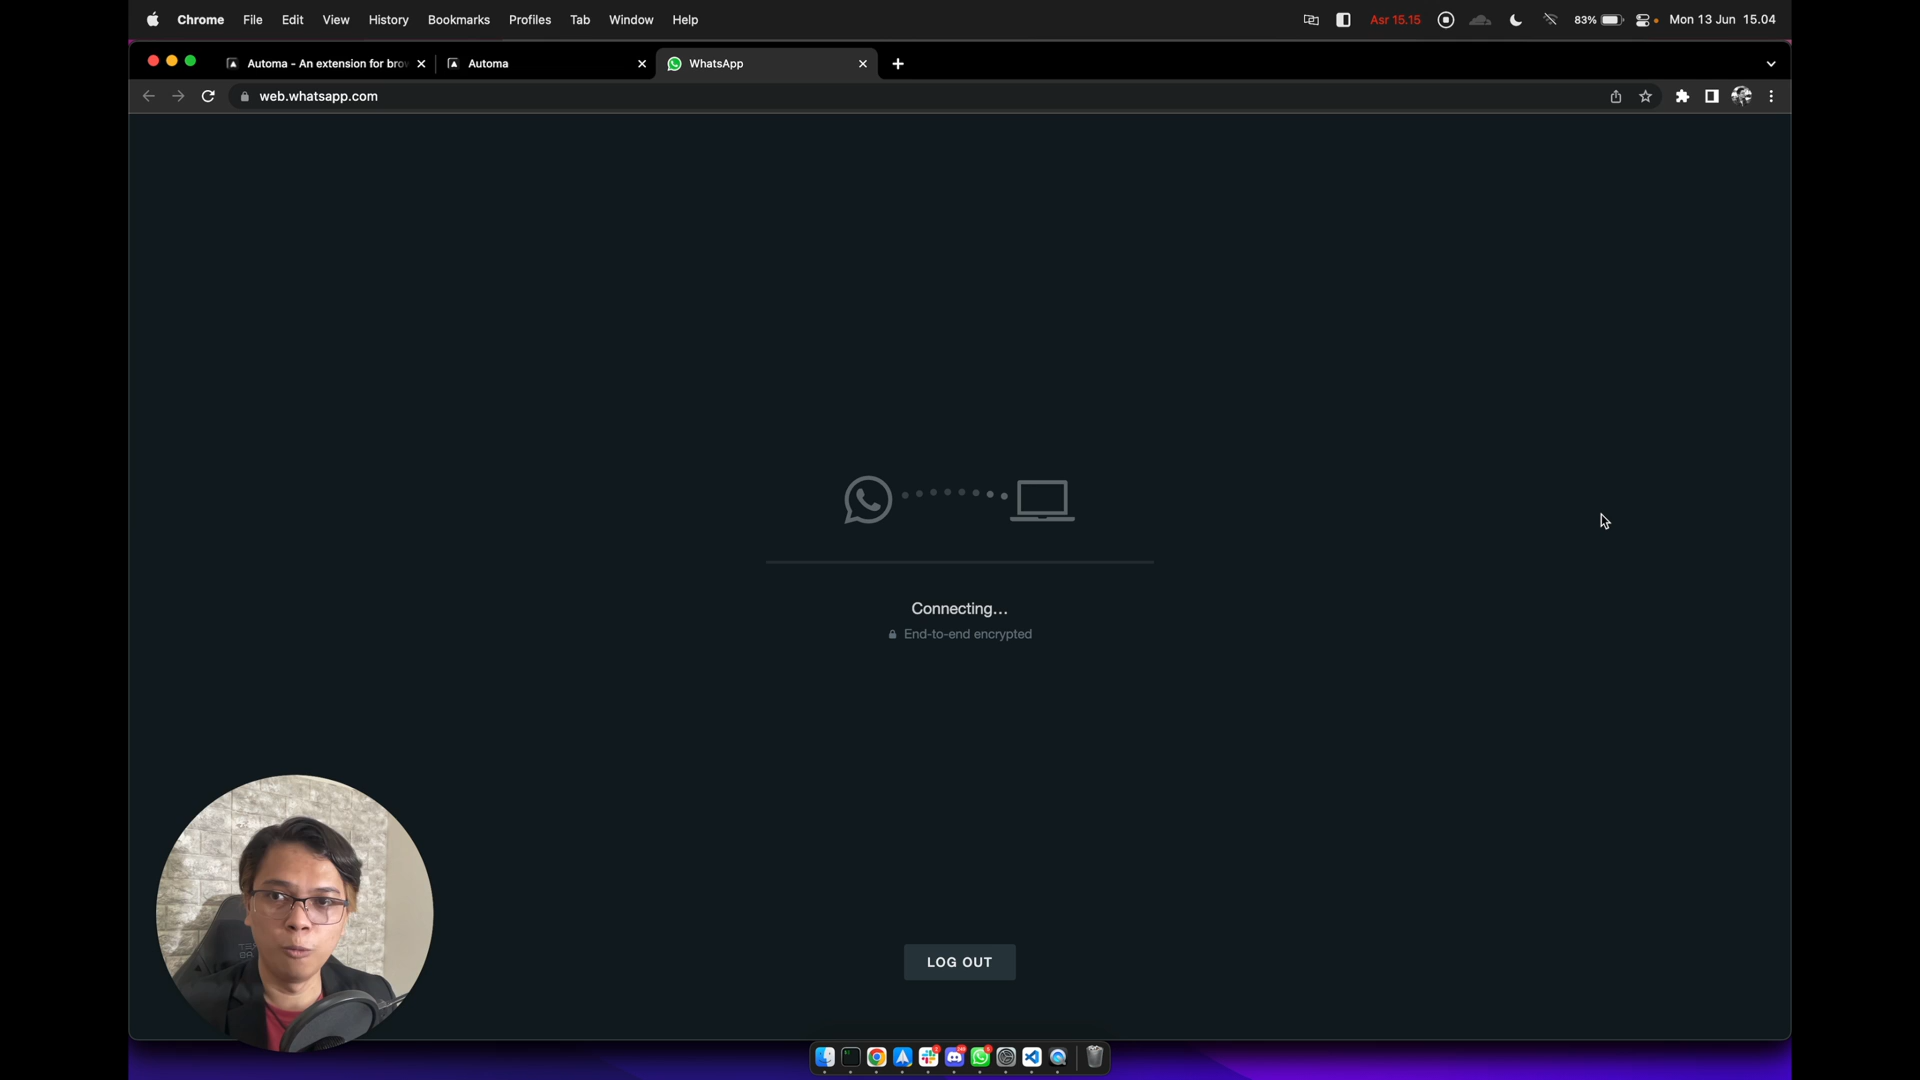 Chrome File Edit View History Bookmarks Profiles Tab Window Help Asr 15.15 83% Mon 13 Jun 15.04
Automa - An extension for brow Automa WhatsApp
web.whatsapp.com
Connecting...
End-to-end encrypted
LOG OUT